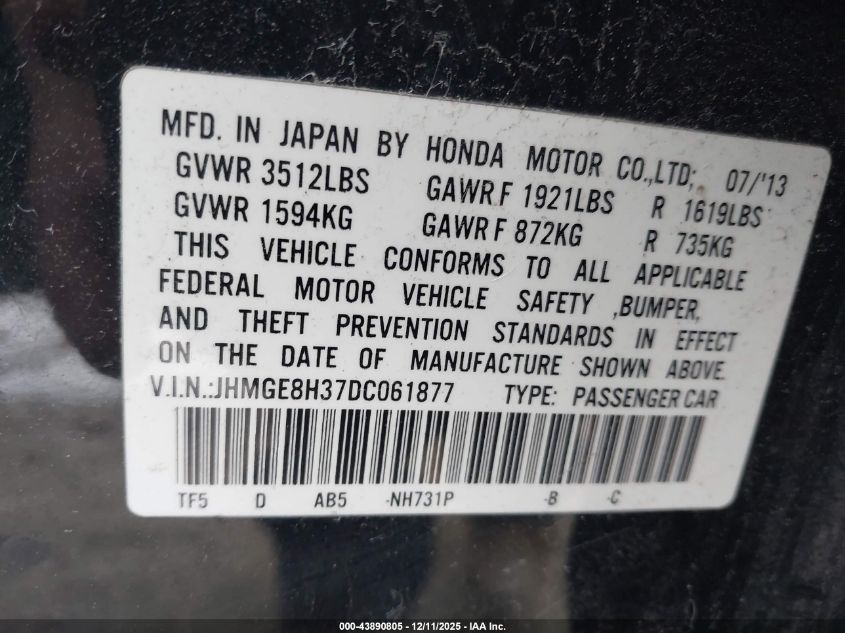 MFD. IN JAPAN BY HONDA MOTOR CO.,LTD; 07/'13
GVWR 3512LBS GAWR F 1921LBS R 1619LBS
GVWR 1594KG GAWR F 872KG R 735KG
THIS VEHICLE CONFORMS TO ALL APPLICABLE
FEDERAL MOTOR VEHICLE SAFETY ,BUMPER,
AND THEFT PREVENTION STANDARDS IN EFFECT
ON THE DATE OF MANUFACTURE SHOWN ABOVE.
V.I.N.:JHMGE8H37DC061877 TYPE: PASSENGER CAR
TF5 D AB5 -NH731P -B -C
000-43890805 - 12/11/2025 - IAA Inc.